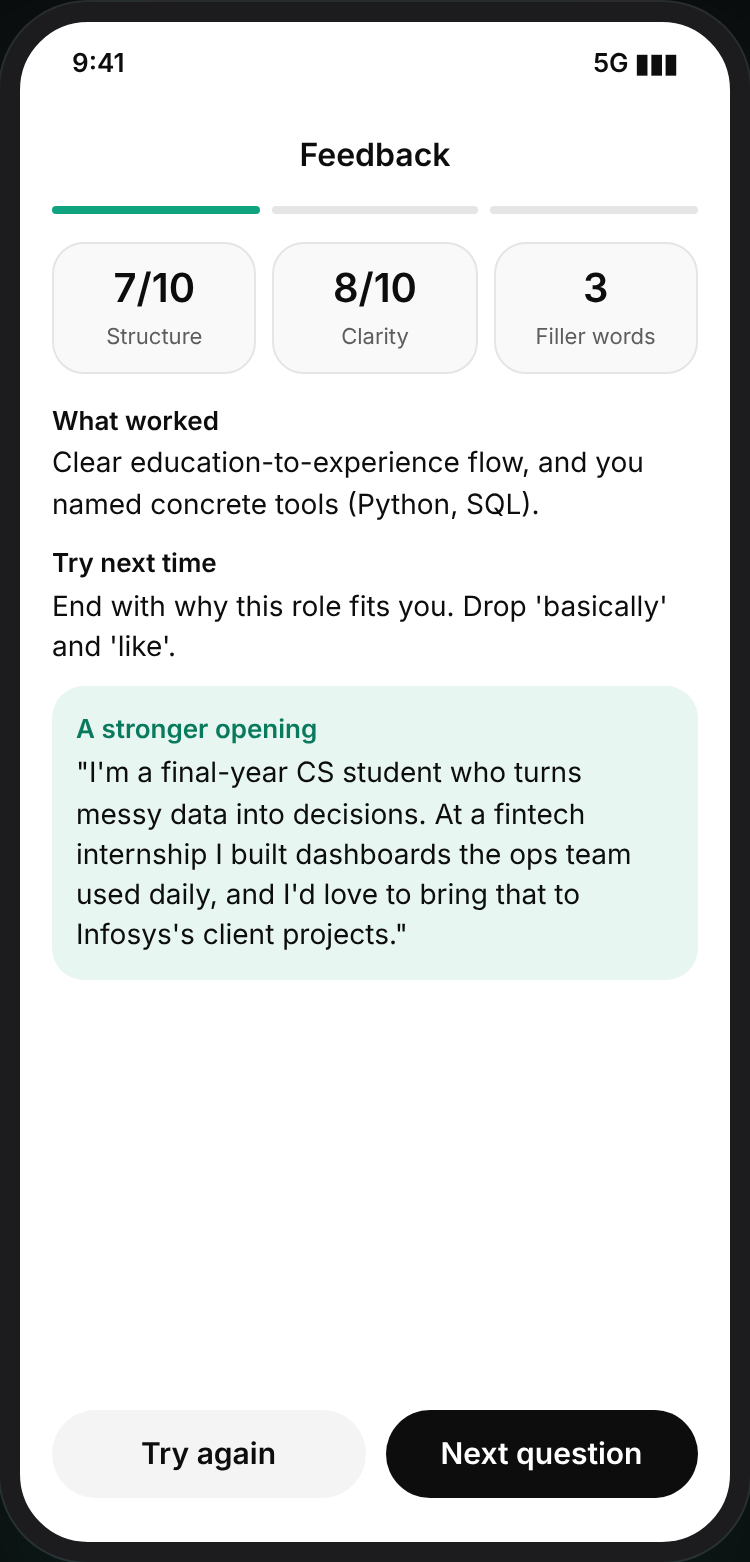 9:41
5G
Feedback
7/10
Structure
8/10
Clarity
3
Filler words
What worked
Clear education-to-experience flow, and you
named concrete tools (Python, SQL).
Try next time
End with why this role fits you. Drop 'basically'
and 'like'.
A stronger opening
"I'm a final-year CS student who turns
messy data into decisions. At a fintech
internship I built dashboards the ops team
used daily, and I'd love to bring that to
Infosys's client projects."
Try again
Next question